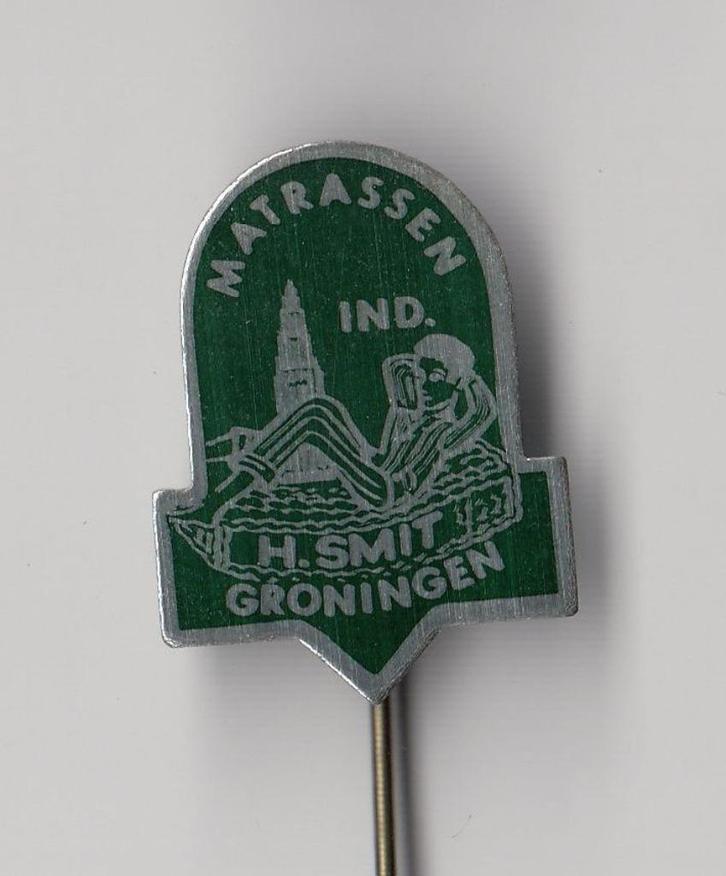 MATRASSEN
IND.
H. SMIT
GRONINGEN